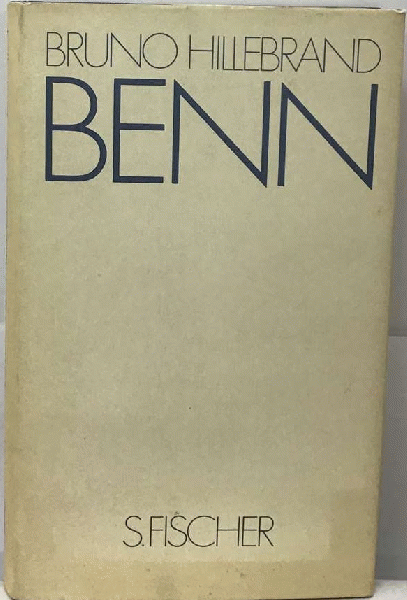 BRUNO HILLEBRAND
BENN
S. FISCHER